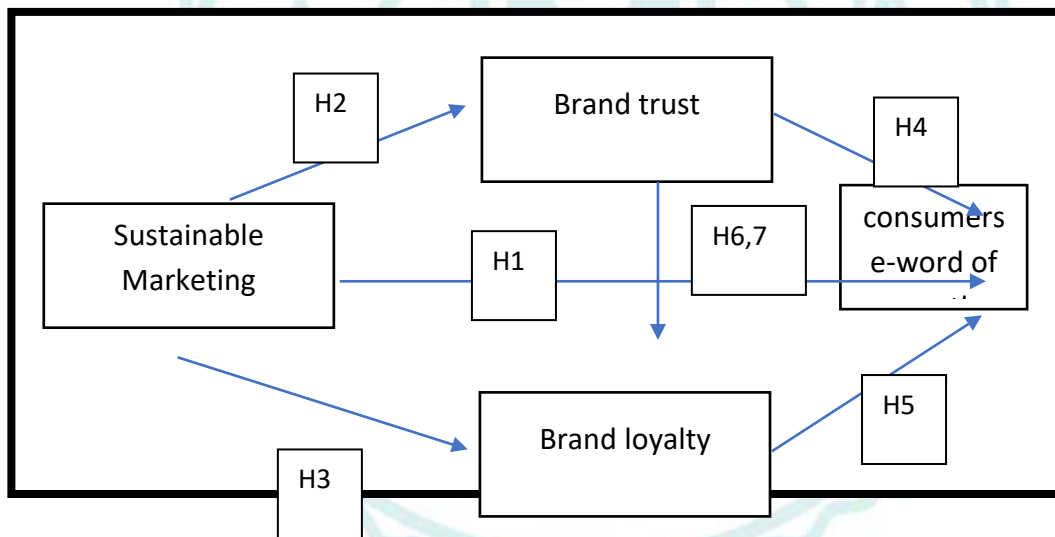 H2
Brand trust
H4
Sustainable
Marketing
H1
H6,7
consumers
e-word of
H5
Brand loyalty
H3